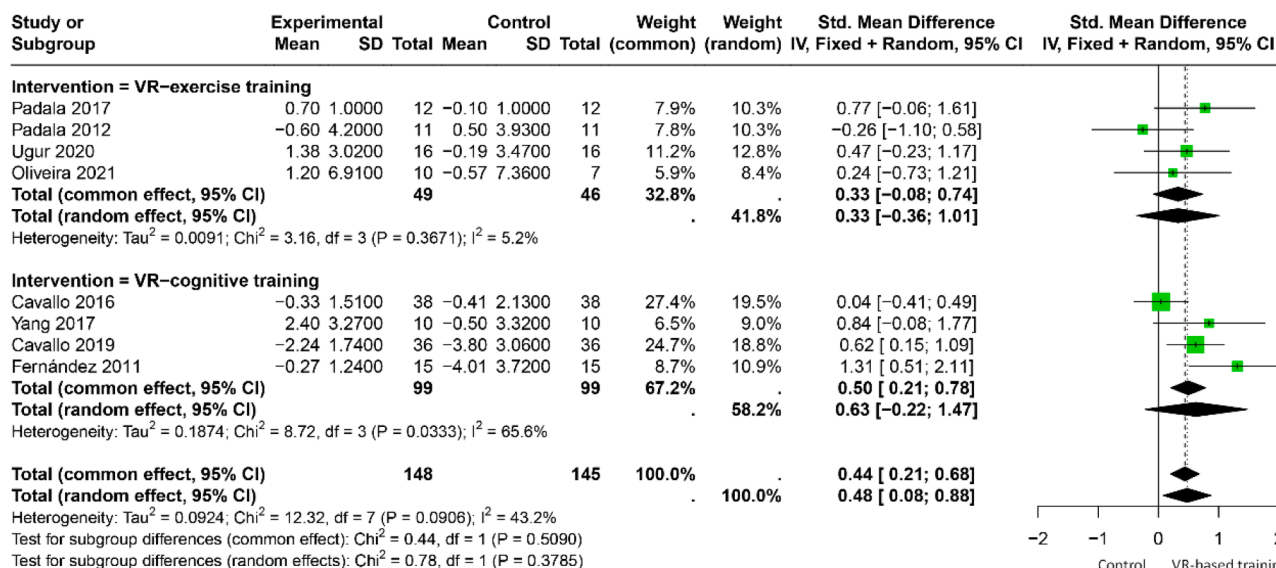 Study or Experimental Control Weight Weight Std. Mean Difference Std. Mean Difference
Subgroup Mean SD Total Mean SD Total (common) (random) IV, Fixed + Random, 95% CI IV, Fixed + Random, 95% CI
Intervention = VR−exercise training
Padala 2017 0.70 1.0000 12 −0.10 1.0000 12 7.9% 10.3% 0.77 [−0.06; 1.61]
Padala 2012 −0.60 4.2000 11 0.50 3.9300 11 7.8% 10.3% −0.26 [−1.10; 0.58]
Ugur 2020 1.38 3.0200 16 −0.19 3.4700 16 11.2% 12.8% 0.47 [−0.23; 1.17]
Oliveira 2021 1.20 6.9100 10 −0.57 7.3600 7 5.9% 8.4% 0.24 [−0.73; 1.21]
Total (common effect, 95% CI) 49 46 32.8% . 0.33 [−0.08; 0.74]
Total (random effect, 95% CI) . 41.8% 0.33 [−0.36; 1.01]
Heterogeneity: Tau² = 0.0091; Chi² = 3.16, df = 3 (P = 0.3671); I² = 5.2%
Intervention = VR−cognitive training
Cavallo 2016 −0.33 1.5100 38 −0.41 2.1300 38 27.4% 19.5% 0.04 [−0.41; 0.49]
Yang 2017 2.40 3.2700 10 −0.50 3.3200 10 6.5% 9.0% 0.84 [−0.08; 1.77]
Cavallo 2019 −2.24 1.7400 36 −3.80 3.0600 36 24.7% 18.8% 0.62 [ 0.15; 1.09]
Fernández 2011 −0.27 1.2400 15 −4.01 3.7200 15 8.7% 10.9% 1.31 [ 0.51; 2.11]
Total (common effect, 95% CI) 99 99 67.2% . 0.50 [ 0.21; 0.78]
Total (random effect, 95% CI) . 58.2% 0.63 [−0.22; 1.47]
Heterogeneity: Tau² = 0.1874; Chi² = 8.72, df = 3 (P = 0.0333); I² = 65.6%
Total (common effect, 95% CI) 148 145 100.0% . 0.44 [ 0.21; 0.68]
Total (random effect, 95% CI) . 100.0% 0.48 [ 0.08; 0.88]
Heterogeneity: Tau² = 0.0924; Chi² = 12.32, df = 7 (P = 0.0906); I² = 43.2%
Test for subgroup differences (common effect): Chi² = 0.44, df = 1 (P = 0.5090)
Test for subgroup differences (random effects): Chi² = 0.78, df = 1 (P = 0.3785)
−2 −1 0 1 2
Control VR-based training